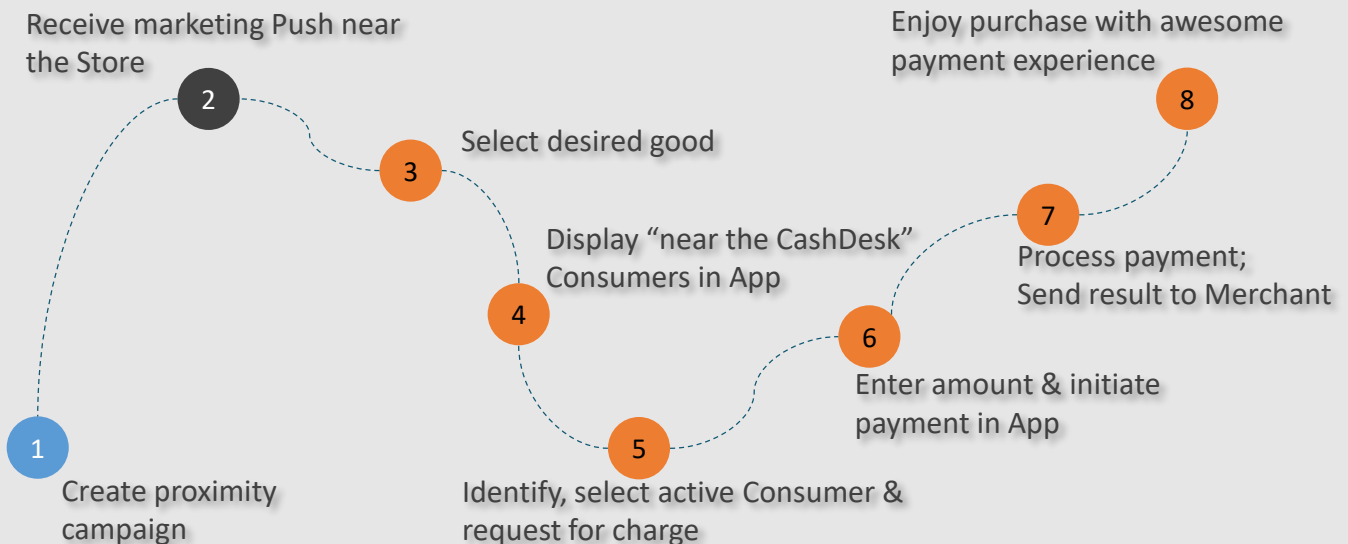 Receive marketing Push near
the Store
2
Enjoy purchase with awesome
payment experience
8
3
Select desired good
4
Display “near the CashDesk”
Consumers in App
7
Process payment;
Send result to Merchant
6
Enter amount & initiate
payment in App
1
Create proximity
campaign
5
Identify, select active Consumer &
request for charge